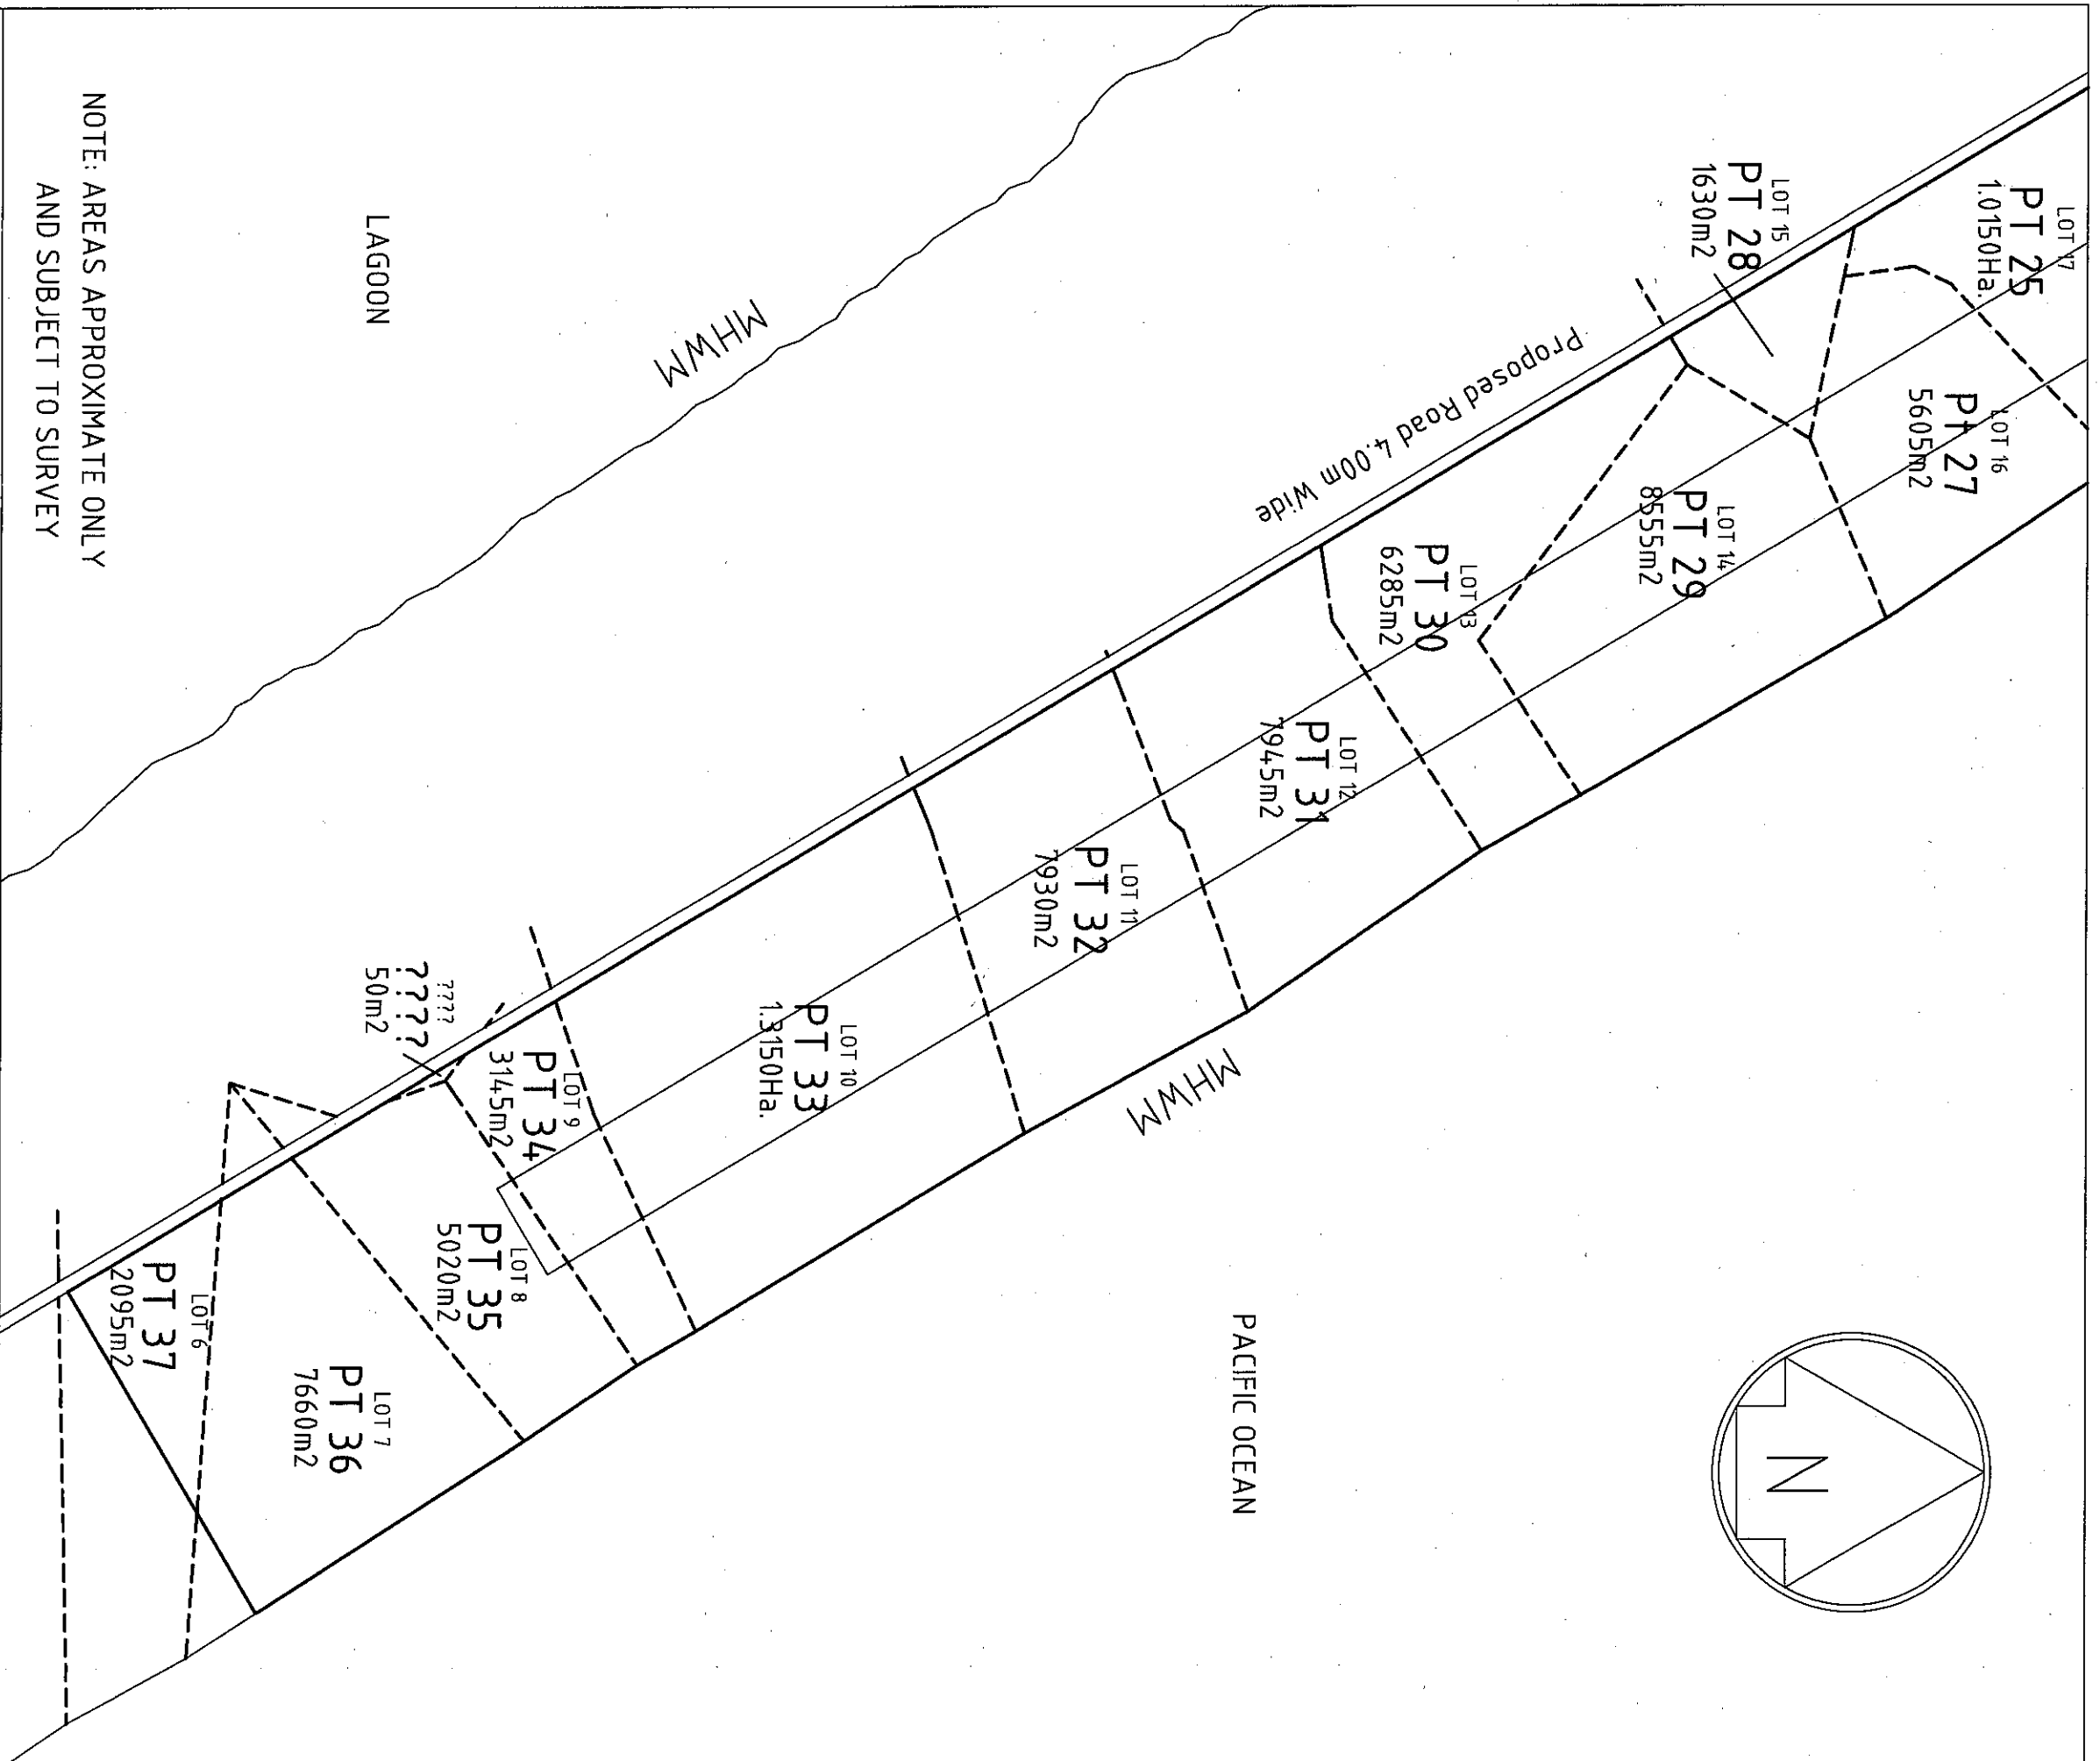 LOT 17
PT 25
1.0150Ha.
LOT 16
PT 27
5605m2
LOT 15
PT 28
1630m2
LOT 14
PT 29
8555m2
LOT 13
PT 30
6285m2
LOT 12
PT 31
7945m2
LOT 11
PT 32
7930m2
LOT 10
PT 33
1.3150Ha.
LOT 9
PT 34
3145m2
????
????
50m2
LOT 8
PT 35
5020m2
LOT 7
PT 36
7660m2
LOT 6
PT 37
2095m2
Proposed Road 4.00m Wide
MHWM
MHWM
LAGOON
PACIFIC OCEAN
N
NOTE: AREAS APPROXIMATE ONLY
AND SUBJECT TO SURVEY